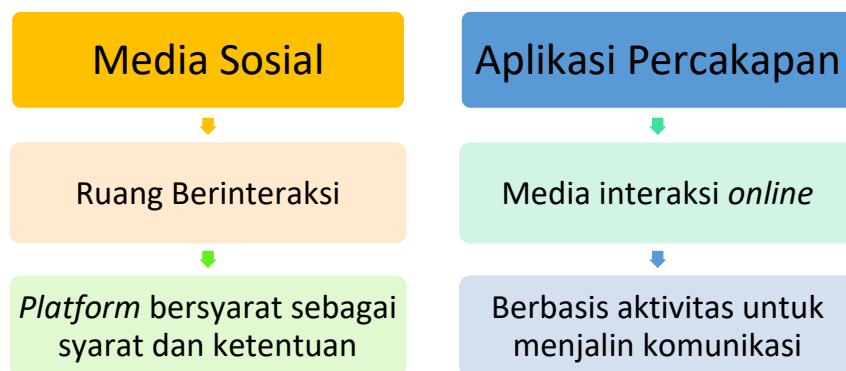 Media Sosial
Ruang Berinteraksi
Platform bersyarat sebagai
syarat dan ketentuan
Aplikasi Percakapan
Media interaksi online
Berbasis aktivitas untuk
menjalin komunikasi